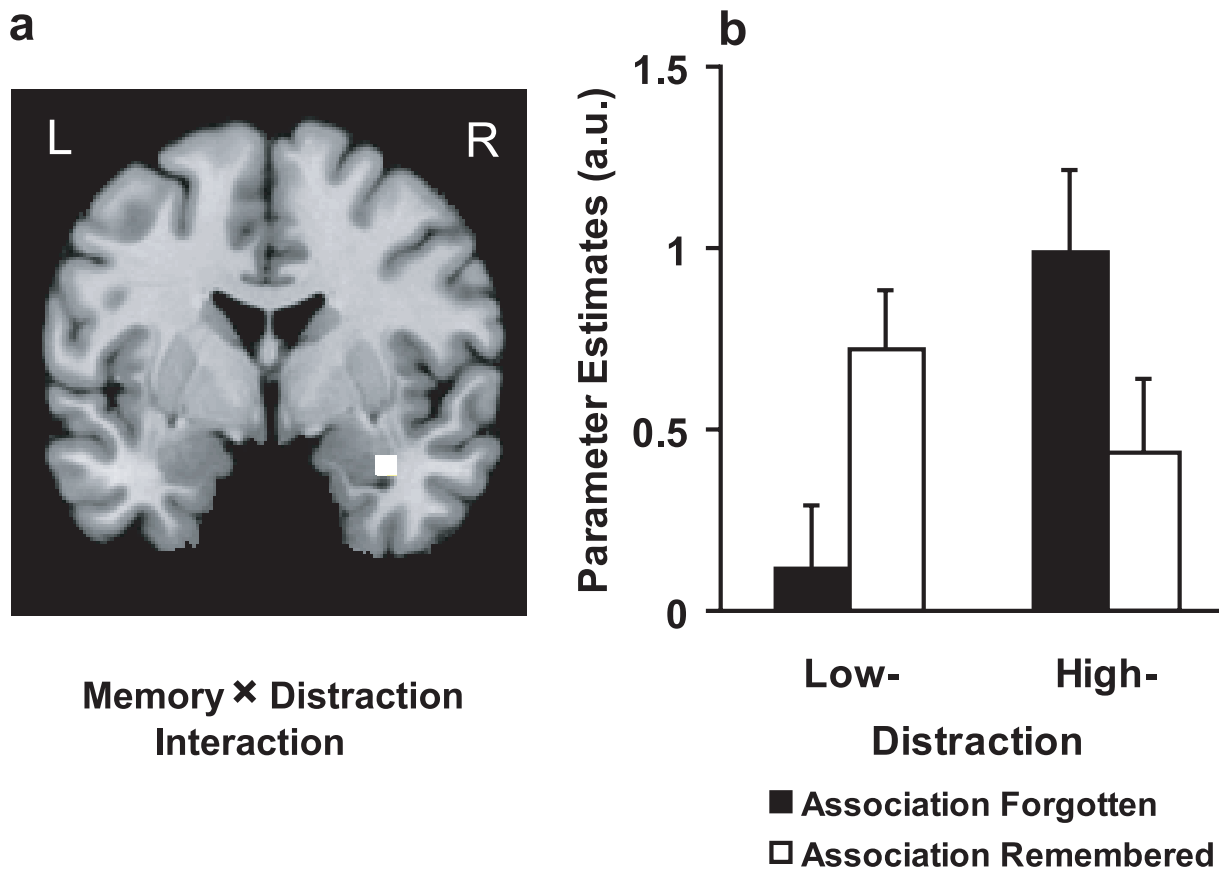 a
L
R
Memory × Distraction
Interaction
b
Parameter Estimates (a.u.)
1.5
1
0.5
0
Low-
High-
Distraction
Association Forgotten
Association Remembered